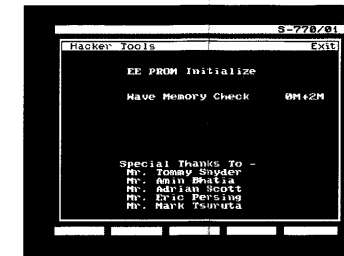 S-770/01
Hacker Tools Exit
EE PROM Initialize
Wave Memory Check 0M+2M
Special Thanks To -
Mr. Tommy Snyder
Mr. Amin Bhatia
Mr. Adrian Scott
Mr. Eric Persing
Mr. Mark Tsuruta